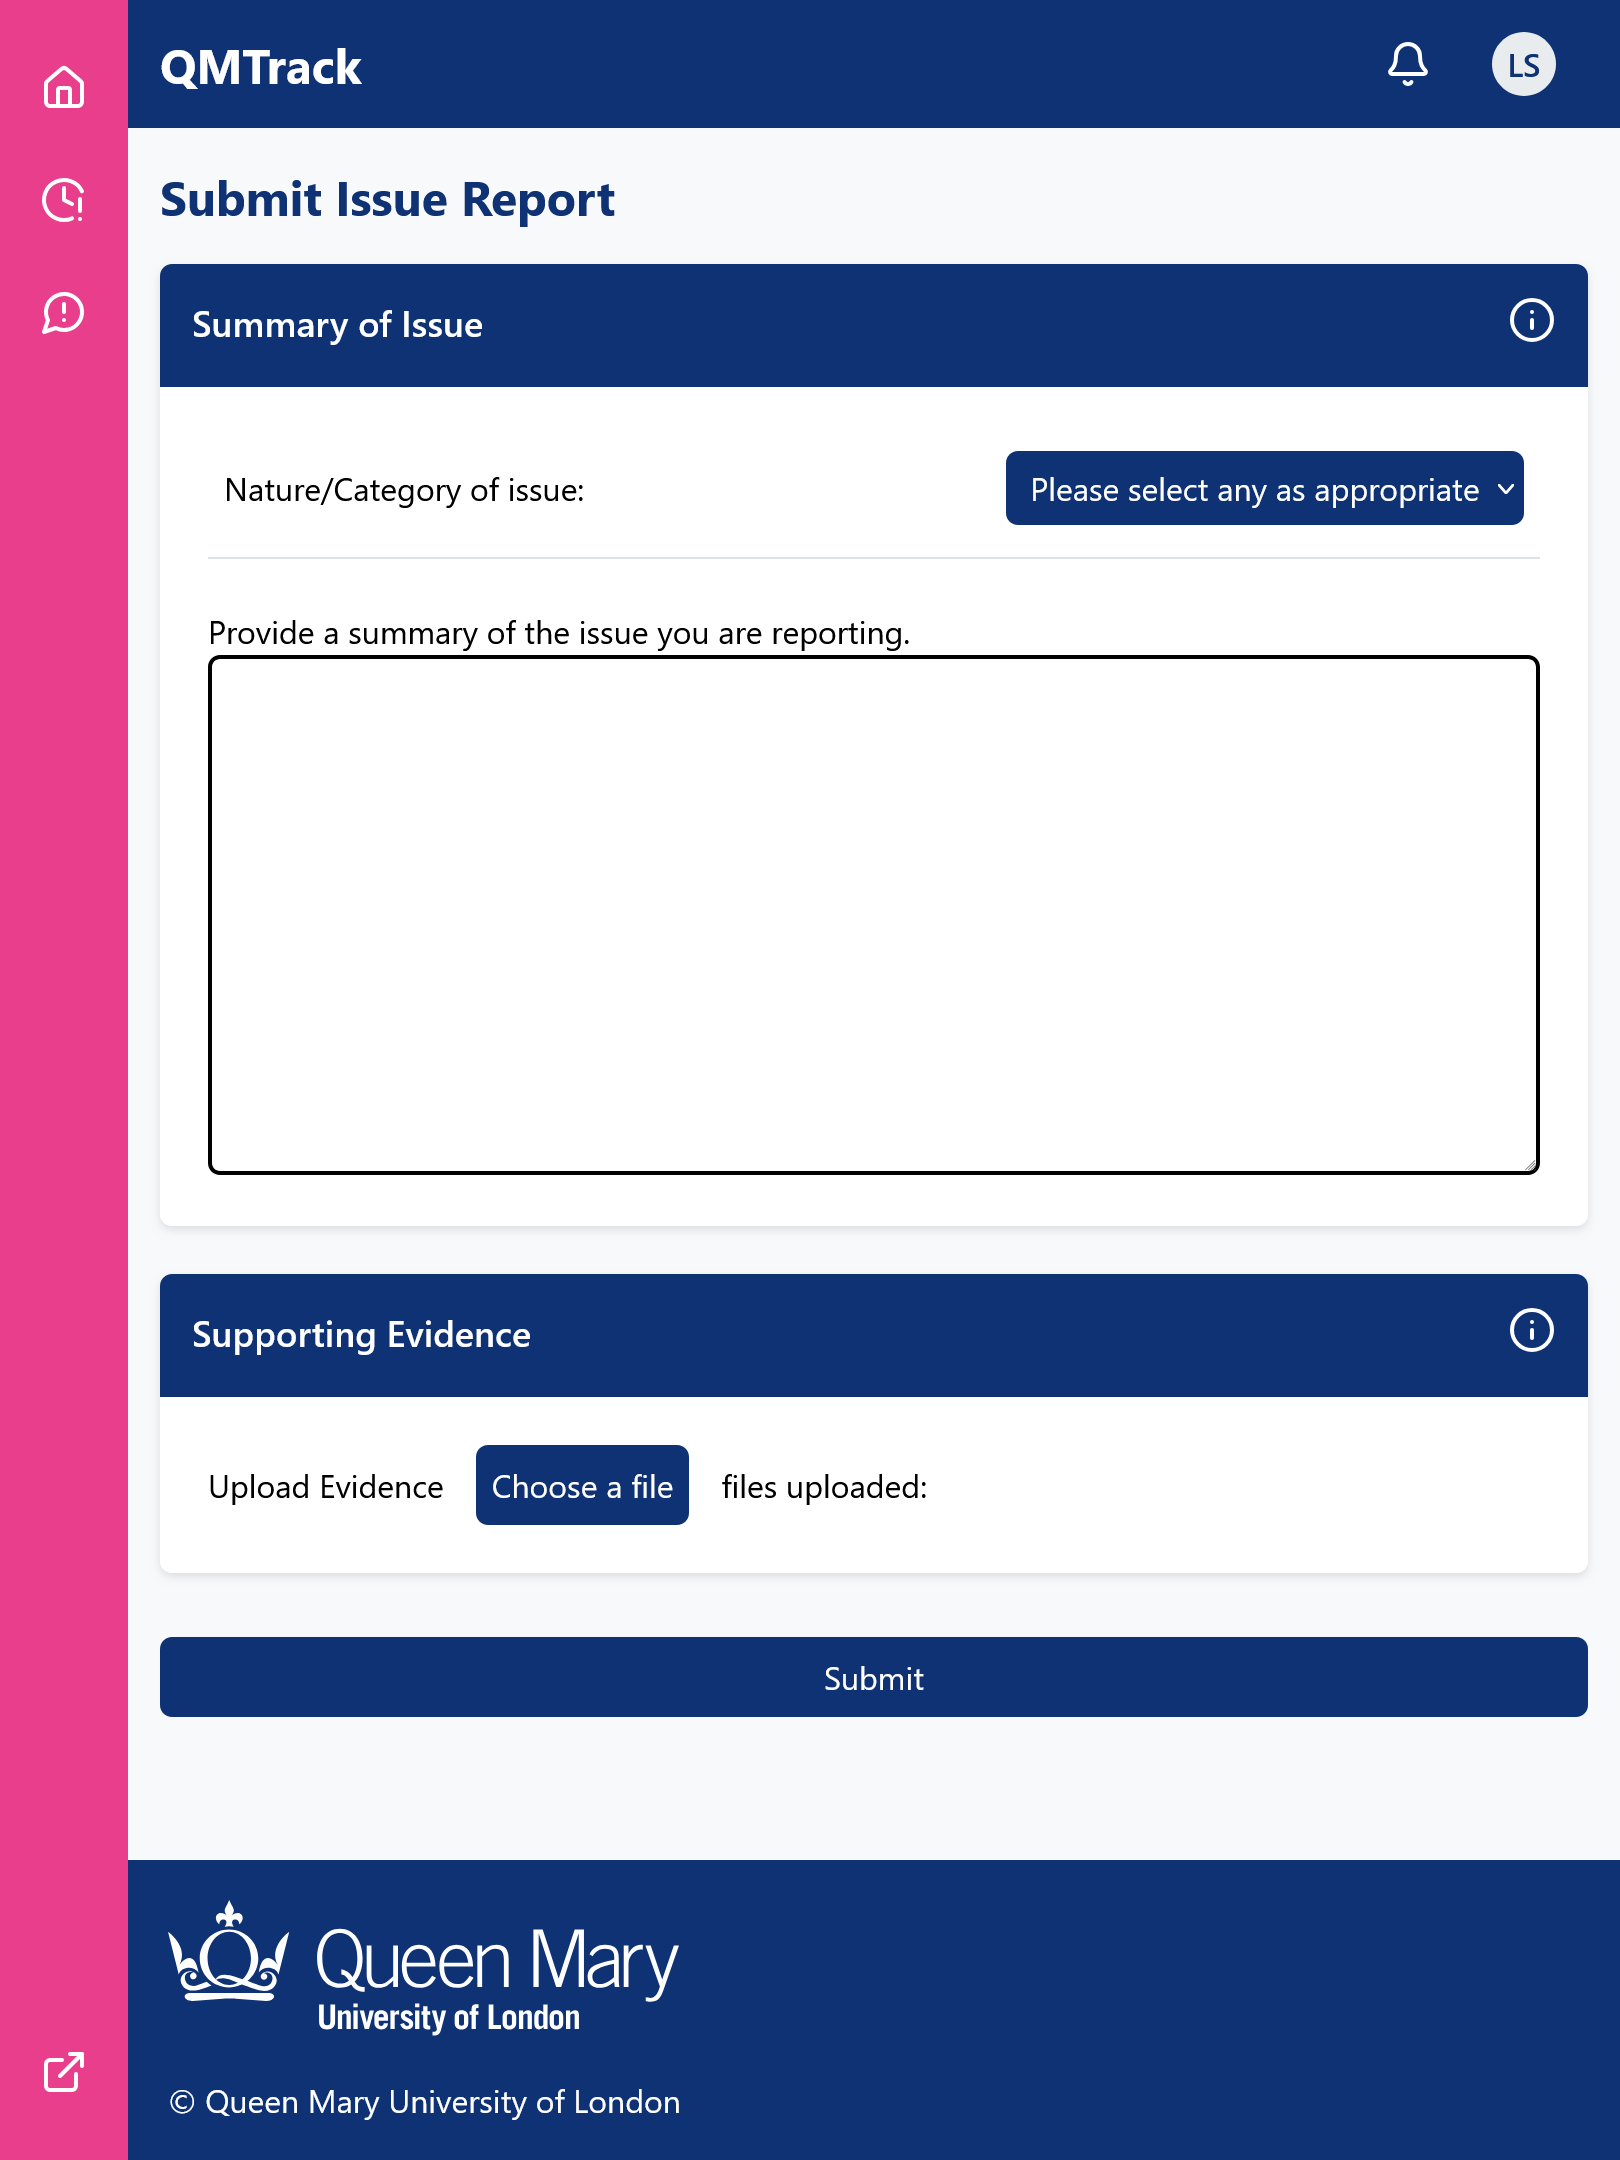 QMTrack
LS
Submit Issue Report
Summary of Issue
Nature/Category of issue:
Please select any as appropriate
Provide a summary of the issue you are reporting.
Supporting Evidence
Upload Evidence
Choose a file
files uploaded:
Submit
Queen Mary
University of London
© Queen Mary University of London